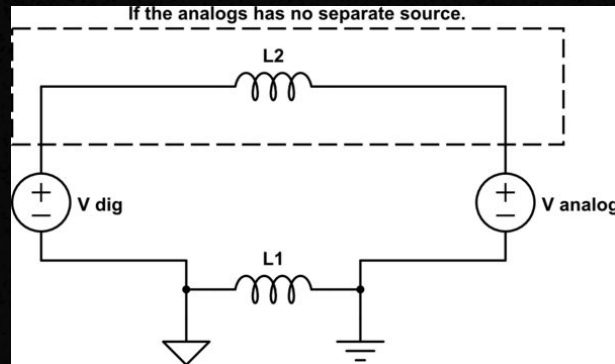 If the analogs has no separate source.
L2
V dig
V analog
L1